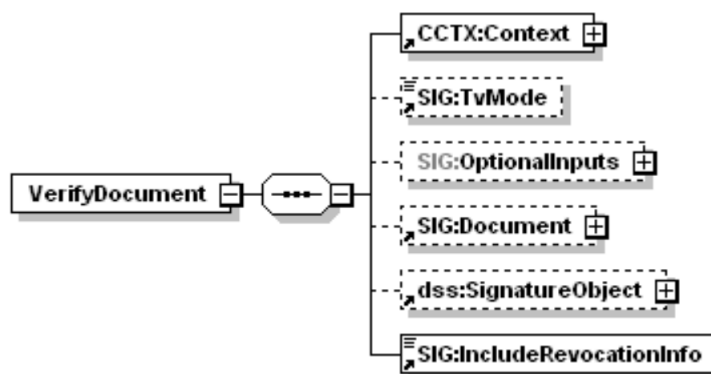 CCTX:Context
SIG:TvMode
SIG:OptionalInputs
VerifyDocument
SIG:Document
dss:SignatureObject
SIG:IncludeRevocationInfo